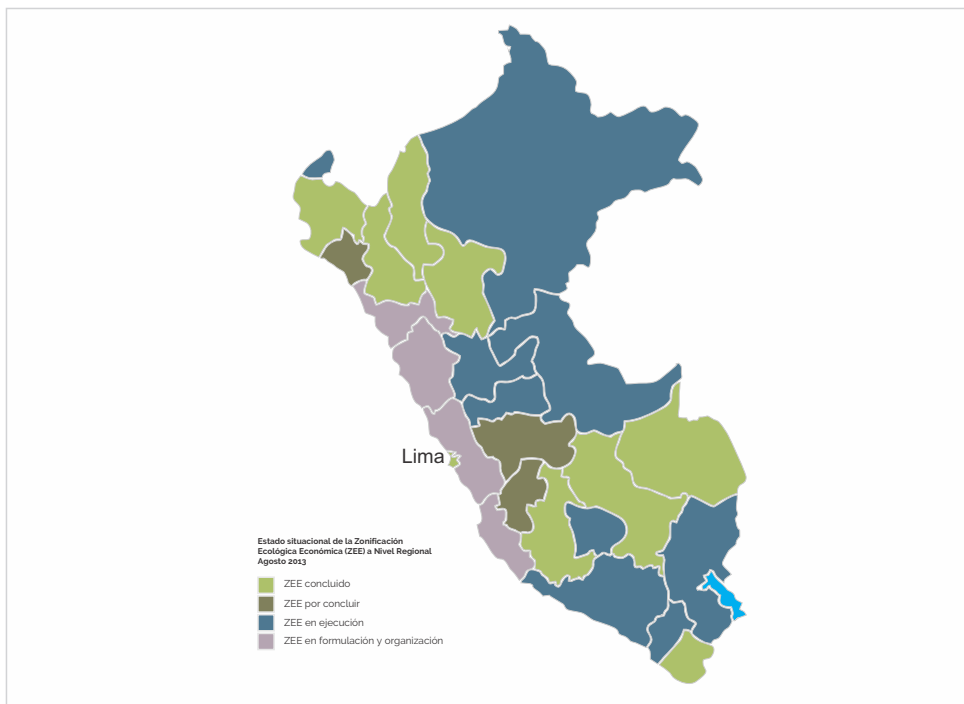 Lima
Estado situacional de la Zonificación
Ecológica Económica (ZEE) a Nivel Regional
Agosto 2013
ZEE concluído
ZEE por concluir
ZEE en ejecución
ZEE en formulación y organización